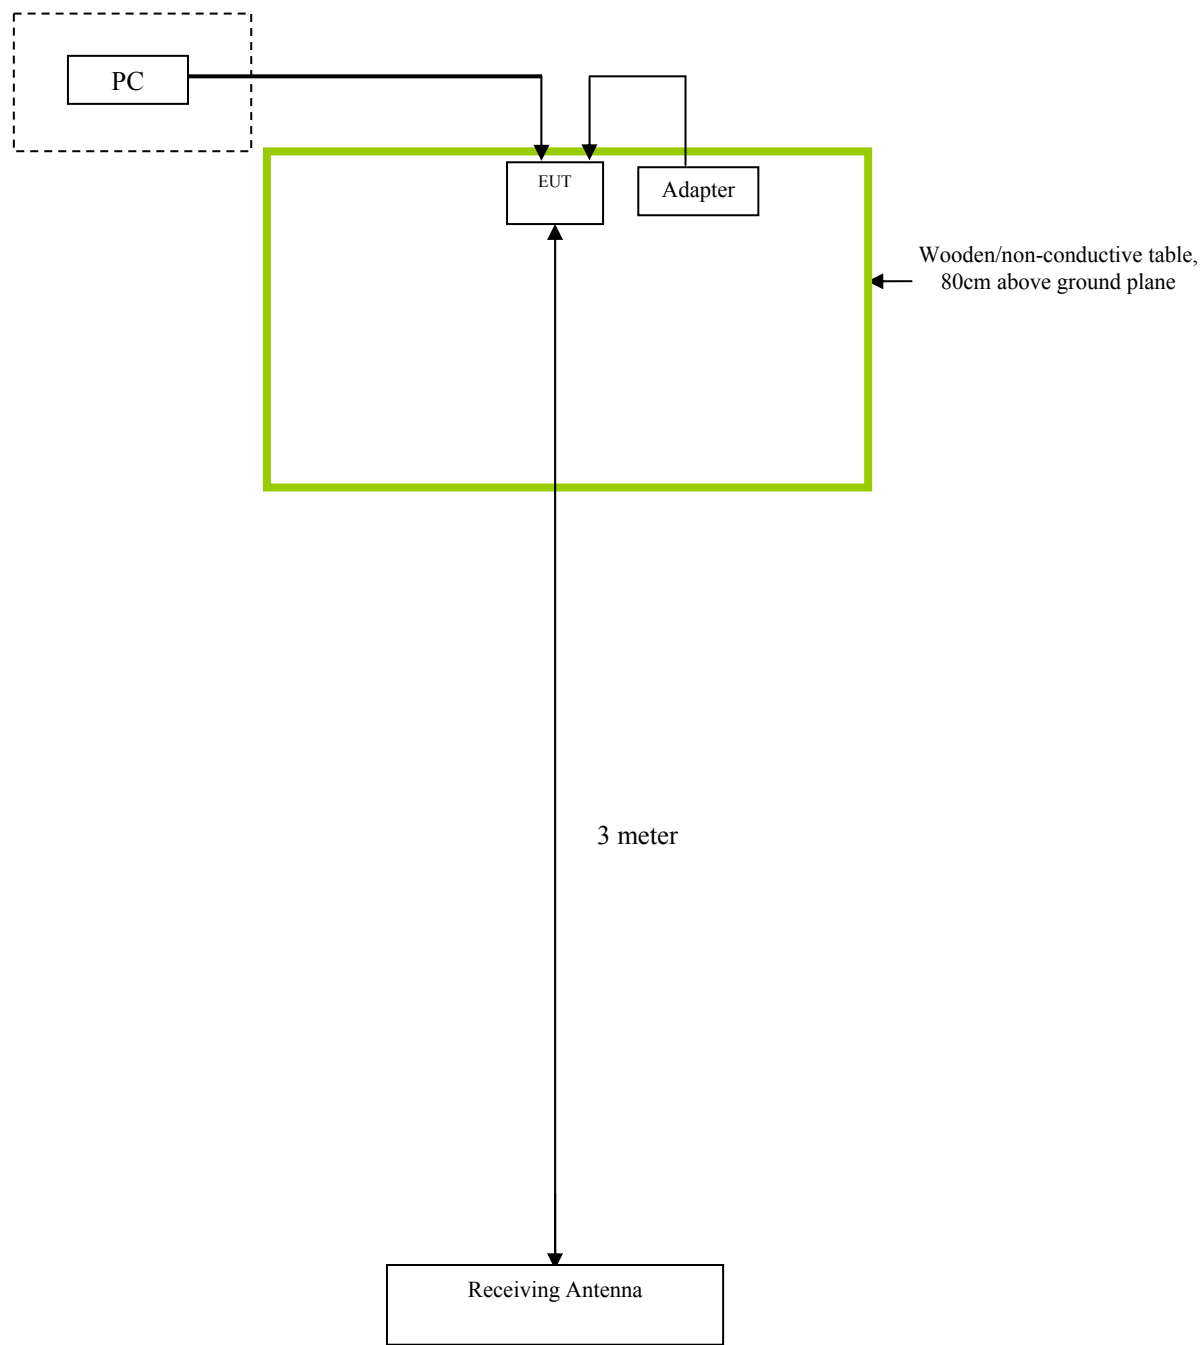 PC
EUT
Adapter
Wooden/non-conductive table,
80cm above ground plane
3 meter
Receiving Antenna